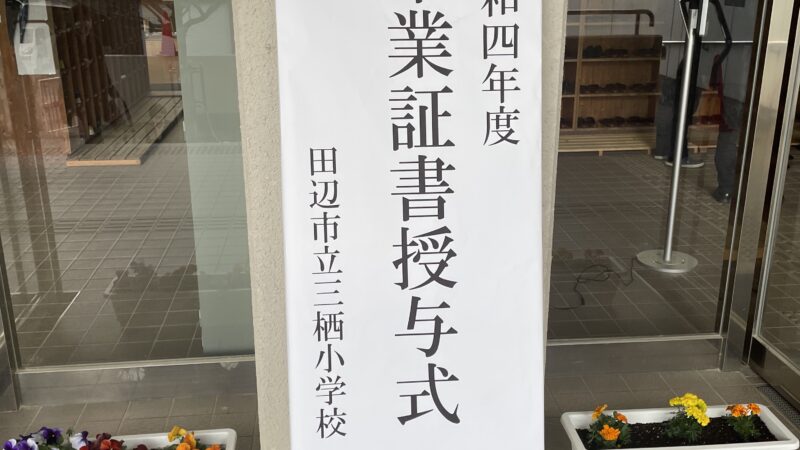 和四年度
卒業証書授与式
田辺市立三栖小学校